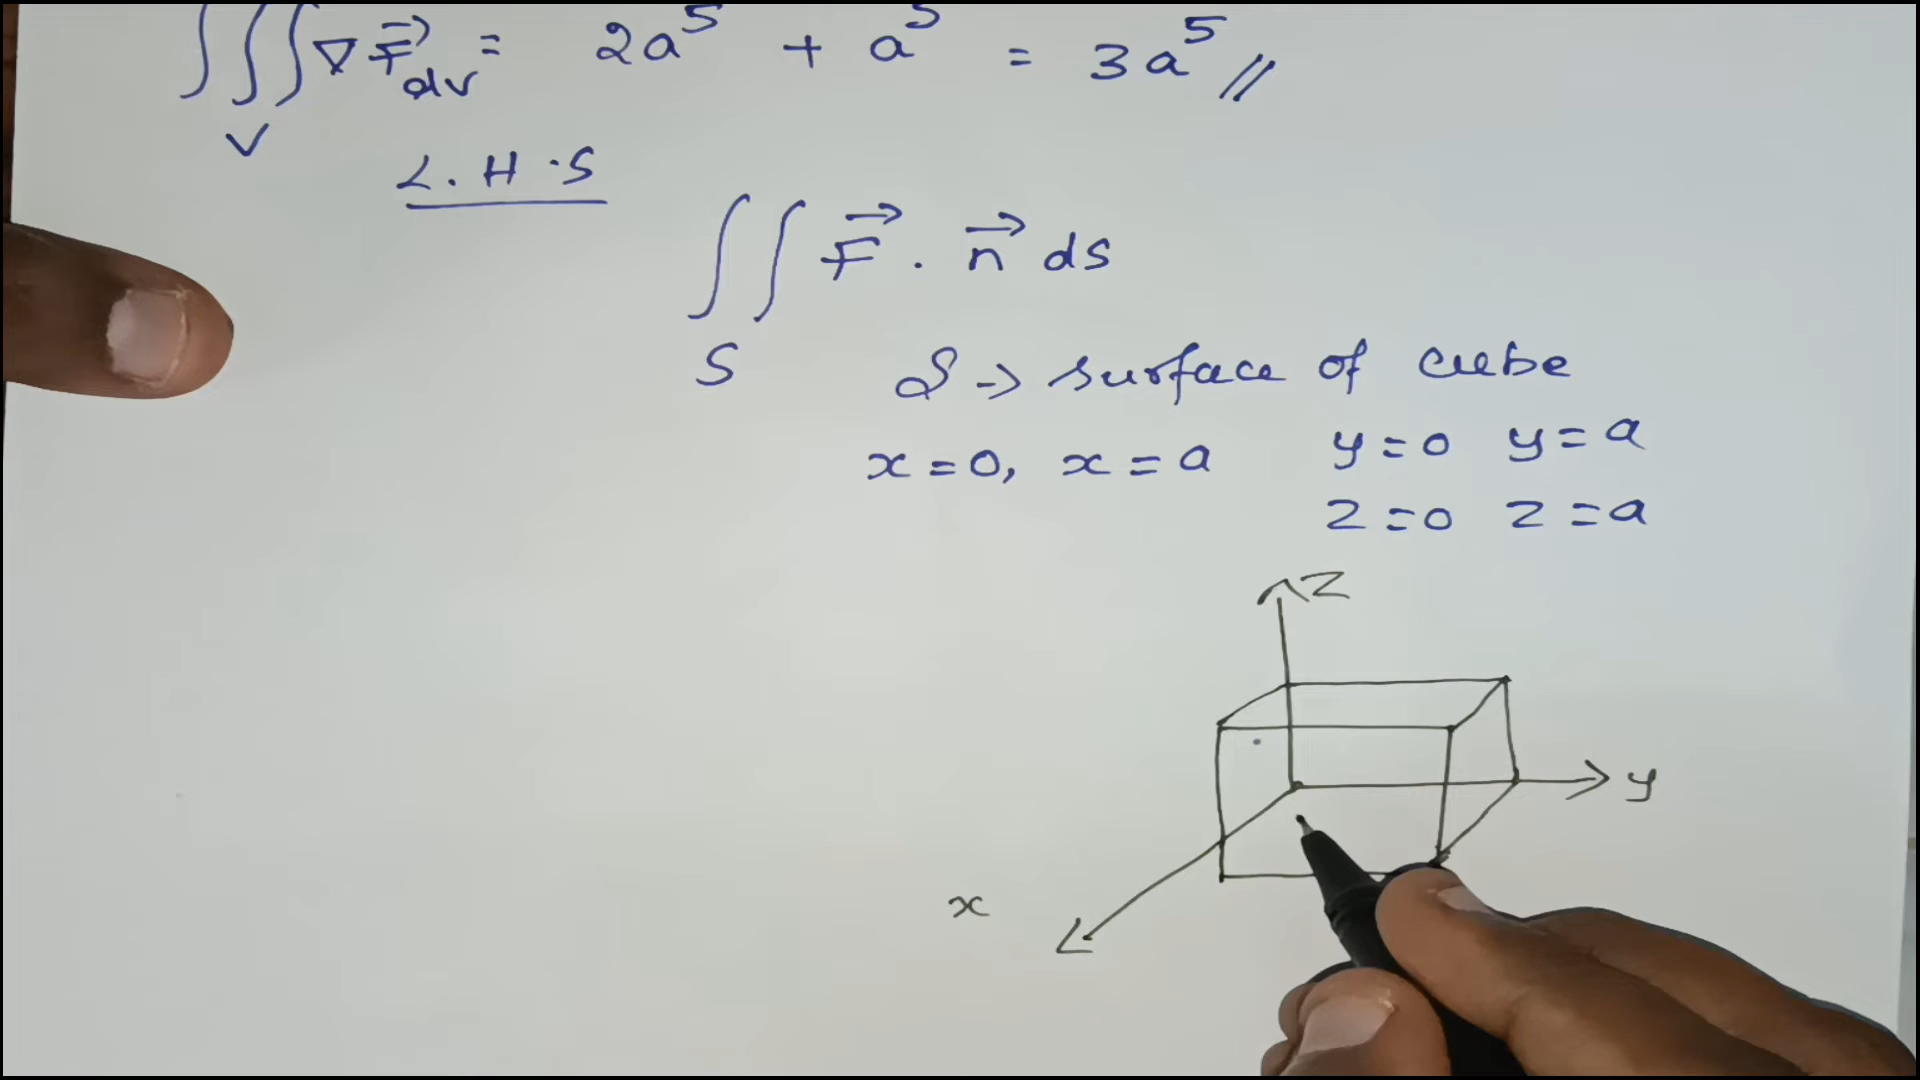 ∫∫∫ ∇ F⃗ dv = 2a⁵ + a⁵ = 3a⁵ //
V
L.H.S
∫∫ F⃗ . n⃗ ds
S
S → surface of cube
x = 0, x = a y = 0 y = a
z = 0 z = a
z
y
x